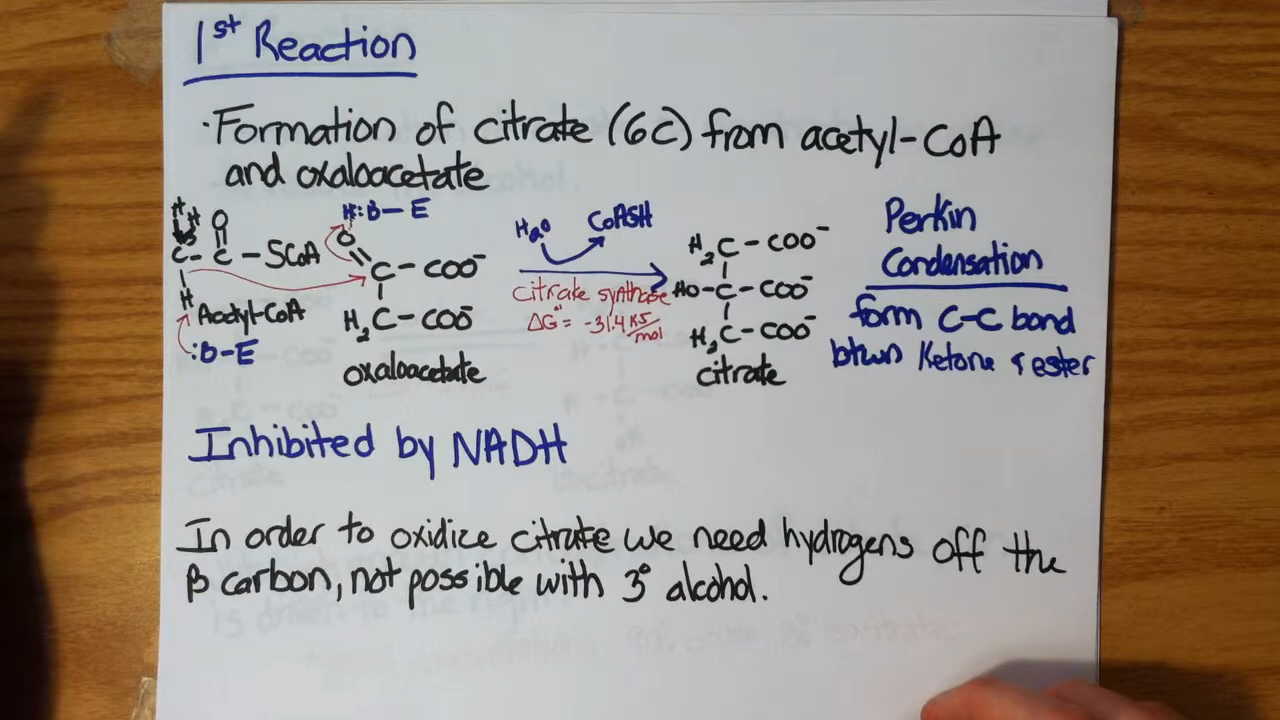 1st Reaction
·Formation of citrate (6C) from acetyl-CoA
and oxaloacetate
H H O
C - C - SCoA
H
Acetyl-CoA
:B-E
H:B-E
O
C - COO⁻
H₂C - COO⁻
oxaloacetate
H₂O CoASH
citrate synthase
ΔG°' = -31.4 KJ/mol
H₂C - COO⁻
HO-C - COO⁻
H₂C - COO⁻
citrate
Perkin
Condensation
form C-C bond
btwn Ketone & ester
Inhibited by NADH
In order to oxidize citrate we need hydrogens off the
β carbon, not possible with 3° alcohol.